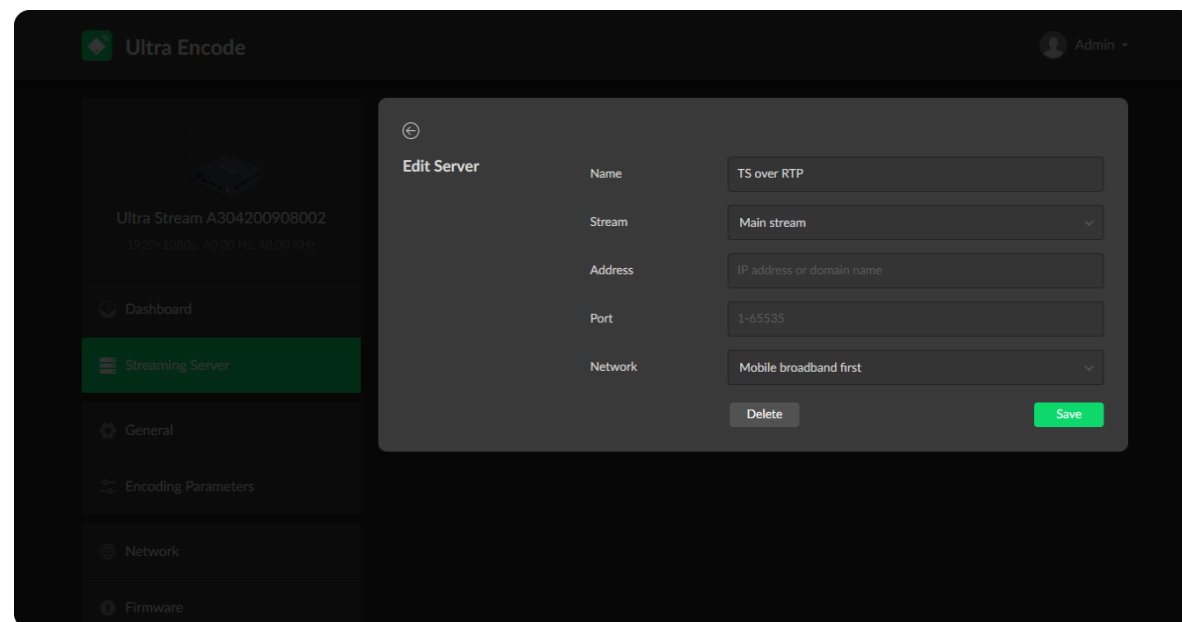 Ultra Encode
Admin
Ultra Stream A304200908002
1920×1080p, 60.00 Hz, 48.00 KHz
Dashboard
Streaming Server
General
Encoding Parameters
Network
Firmware
Edit Server
Name
TS over RTP
Stream
Main stream
Address
IP address or domain name
Port
1-65535
Network
Mobile broadband first
Delete
Save